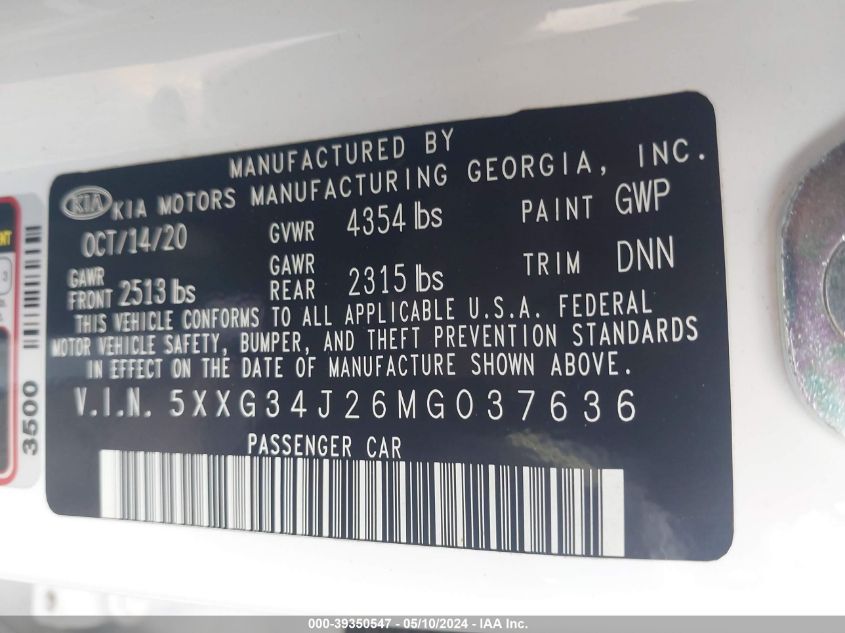 MANUFACTURED BY
KIA KIA MOTORS MANUFACTURING GEORGIA, INC.
OCT/14/20 GVWR 4354 lbs PAINT GWP
GAWR FRONT 2513 lbs GAWR REAR 2315 lbs TRIM DNN
THIS VEHICLE CONFORMS TO ALL APPLICABLE U.S.A. FEDERAL
MOTOR VEHICLE SAFETY, BUMPER, AND THEFT PREVENTION STANDARDS
IN EFFECT ON THE DATE OF MANUFACTURE SHOWN ABOVE.
V.I.N. 5XXG34J26MG037636
PASSENGER CAR
3500
000-39350547 - 05/10/2024 - IAA Inc.